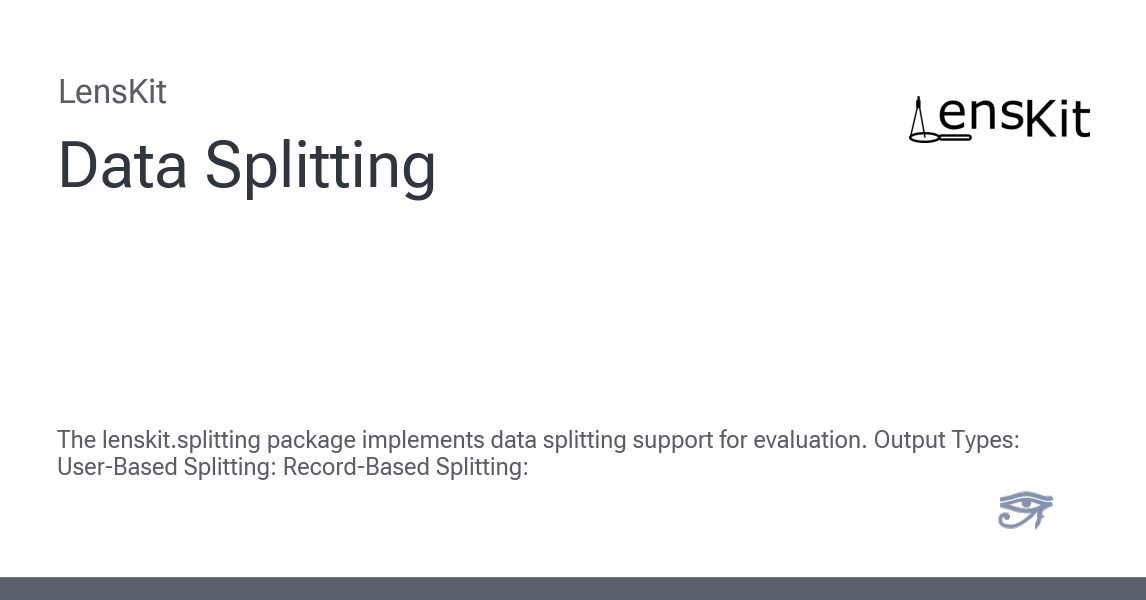 LensKit
LensKit
Data Splitting
The lenskit.splitting package implements data splitting support for evaluation. Output Types:
User-Based Splitting: Record-Based Splitting: